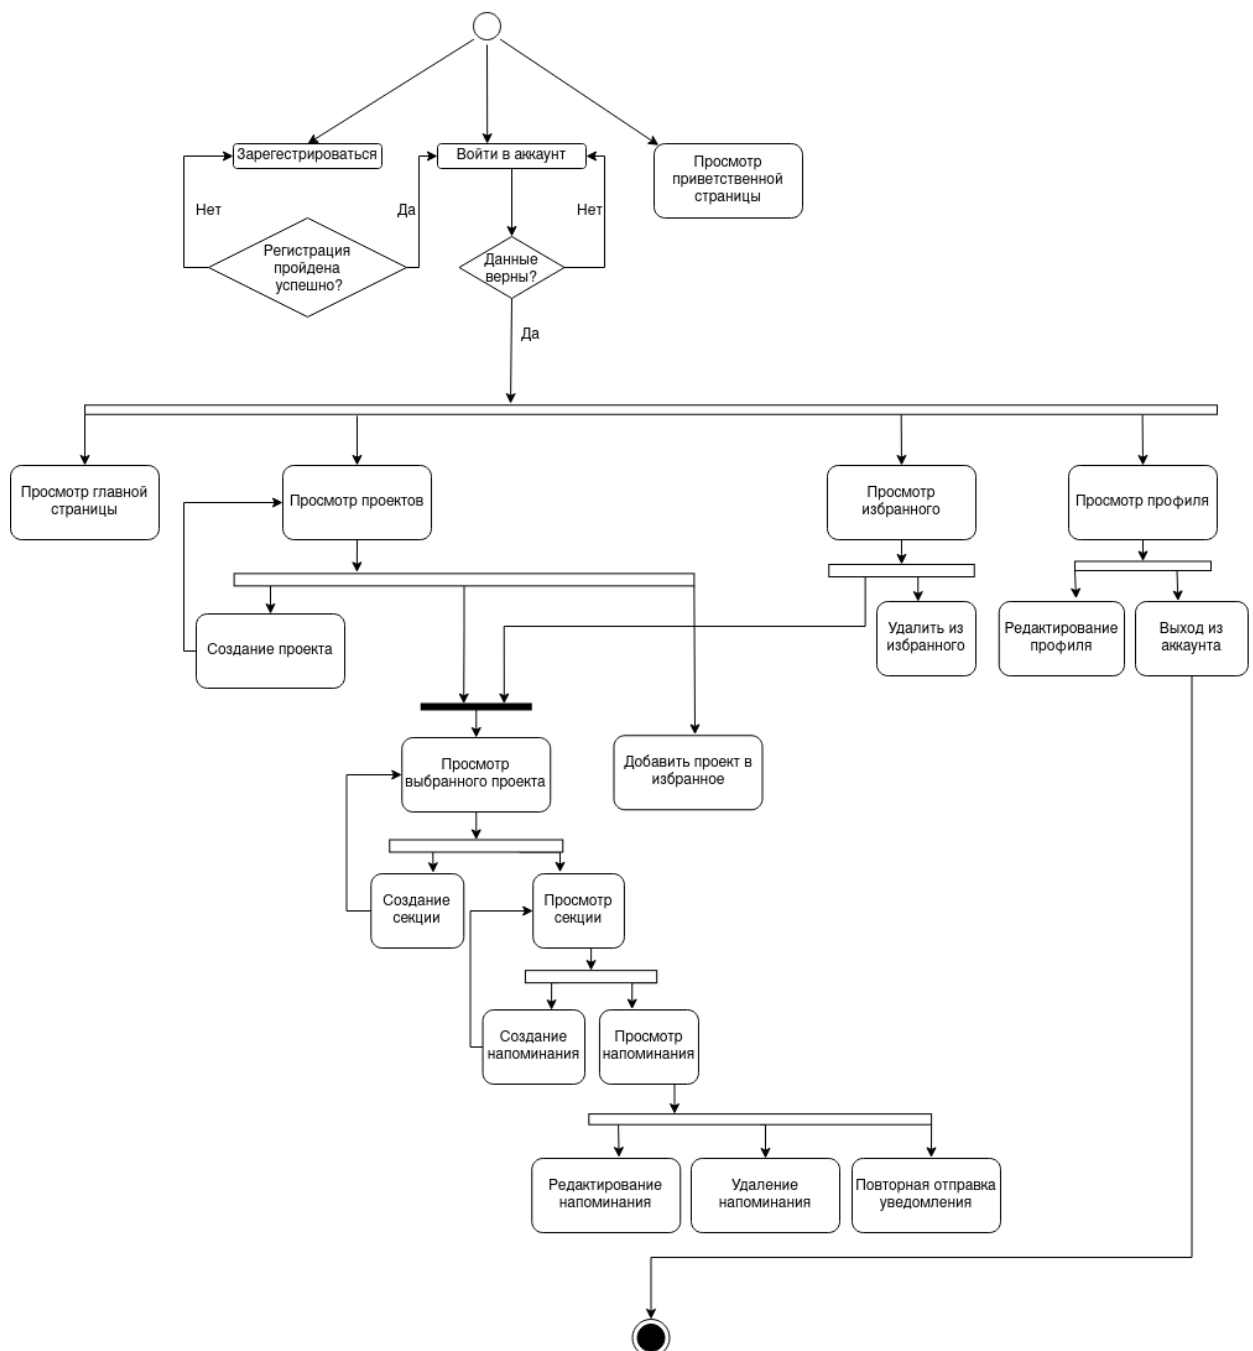 Зарегестрироваться
Войти в аккаунт
Просмотр
приветственной
страницы
Нет
Да
Нет
Регистрация
пройдена
успешно?
Данные
верны?
Да
Просмотр главной
страницы
Просмотр проектов
Просмотр
избранного
Просмотр профиля
Создание проекта
Удалить из
избранного
Редактирование
профиля
Выход из
аккаунта
Просмотр
выбранного проекта
Добавить проект в
избранное
Создание
секции
Просмотр
секции
Создание
напоминания
Просмотр
напоминания
Редактирование
напоминания
Удаление
напоминания
Повторная отправка
уведомления